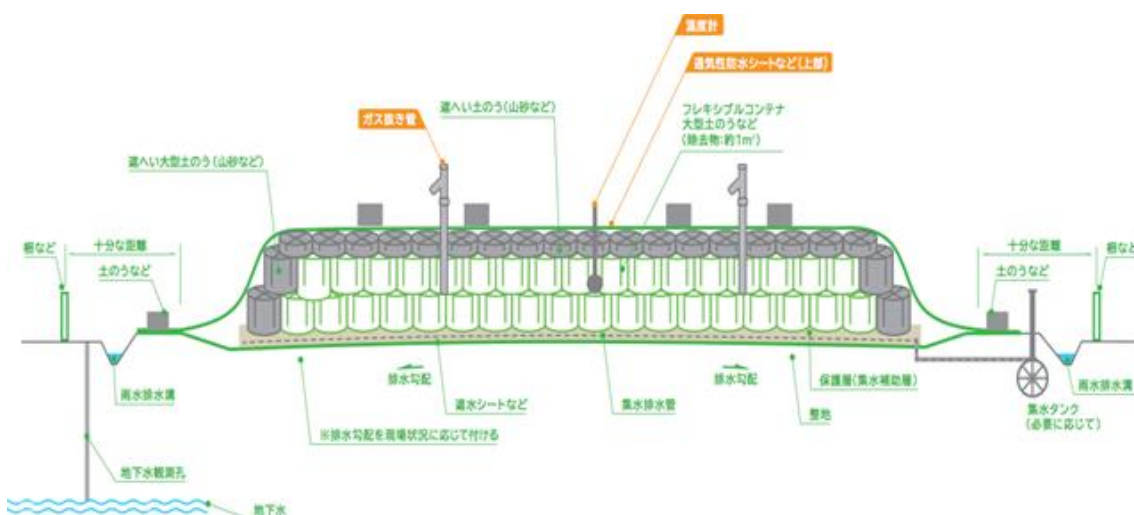 温度計
通気性防水シートなど(上部)
ガス抜き管
遮へい土のう(山砂など)
フレキシブルコンテナ
大型土のうなど
(除去物:約1m³)
遮へい大型土のう(山砂など)
柵など
十分な距離
土のうなど
十分な距離
土のうなど
柵など
雨水排水溝
排水勾配
遮水シートなど
集水排水管
排水勾配
整地
保護層(集水補助層)
集水タンク
(必要に応じて)
雨水排水溝
※排水勾配を現場状況に応じて付ける
地下水観測孔
地下水